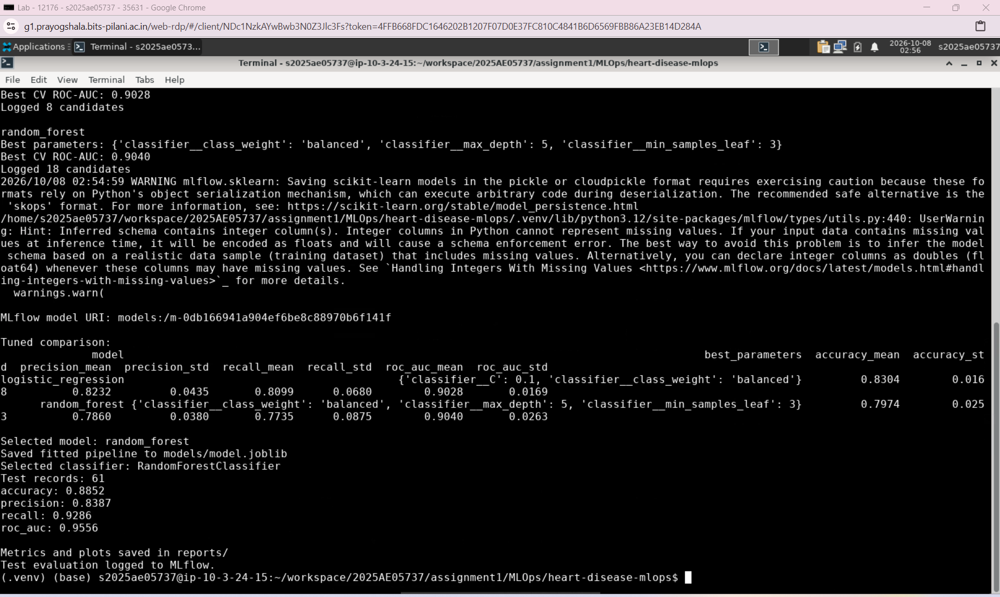 Lab - 12176 - s2025ae05737 - 35631 - Google Chrome
g1.prayogshala.bits-pilani.ac.in/web-rdp/#/client/NDc1NzkAYwBwb3N0Z3Jlc3Fs?token=4FFB668FDC1646202B1207F07D0E37FC810C4841B6D6569FBB86A23EB14D284A
Applications Terminal - s2025ae0573... 2026-10-08 02:56 s2025ae05737
Terminal - s2025ae05737@ip-10-3-24-15:~/workspace/2025AE05737/assignment1/MLOps/heart-disease-mlops
File Edit View Terminal Tabs Help
Best CV ROC-AUC: 0.9028
Logged 8 candidates
random_forest
Best parameters: {'classifier__class_weight': 'balanced', 'classifier__max_depth': 5, 'classifier__min_samples_leaf': 3}
Best CV ROC-AUC: 0.9040
Logged 18 candidates
2026/10/08 02:54:59 WARNING mlflow.sklearn: Saving scikit-learn models in the pickle or cloudpickle format requires exercising caution because these fo
rmats rely on Python's object serialization mechanism, which can execute arbitrary code during deserialization. The recommended safe alternative is the
 'skops' format. For more information, see: https://scikit-learn.org/stable/model_persistence.html
/home/s2025ae05737/workspace/2025AE05737/assignment1/MLOps/heart-disease-mlops/.venv/lib/python3.12/site-packages/mlflow/types/utils.py:440: UserWarnin
g: Hint: Inferred schema contains integer column(s). Integer columns in Python cannot represent missing values. If your input data contains missing val
ues at inference time, it will be encoded as floats and will cause a schema enforcement error. The best way to avoid this problem is to infer the model
 schema based on a realistic data sample (training dataset) that includes missing values. Alternatively, you can declare integer columns as doubles (fl
oat64) whenever these columns may have missing values. See `Handling Integers With Missing Values <https://www.mlflow.org/docs/latest/models.html#handl
ing-integers-with-missing-values>`_ for more details.
  warnings.warn(
MLflow model URI: models:/m-0db166941a904ef6be8c88970b6f141f
Tuned comparison:
model best_parameters accuracy_mean accuracy_st
d precision_mean precision_std recall_mean recall_std roc_auc_mean roc_auc_std
logistic_regression {'classifier__C': 0.1, 'classifier__class_weight': 'balanced'} 0.8304 0.016
8 0.8232 0.0435 0.8099 0.0680 0.9028 0.0169
random_forest {'classifier__class_weight': 'balanced', 'classifier__max_depth': 5, 'classifier__min_samples_leaf': 3} 0.7974 0.025
3 0.7860 0.0380 0.7735 0.0875 0.9040 0.0263
Selected model: random_forest
Saved fitted pipeline to models/model.joblib
Selected classifier: RandomForestClassifier
Test records: 61
accuracy: 0.8852
precision: 0.8387
recall: 0.9286
roc_auc: 0.9556
Metrics and plots saved in reports/
Test evaluation logged to MLflow.
(.venv) (base) s2025ae05737@ip-10-3-24-15:~/workspace/2025AE05737/assignment1/MLOps/heart-disease-mlops$